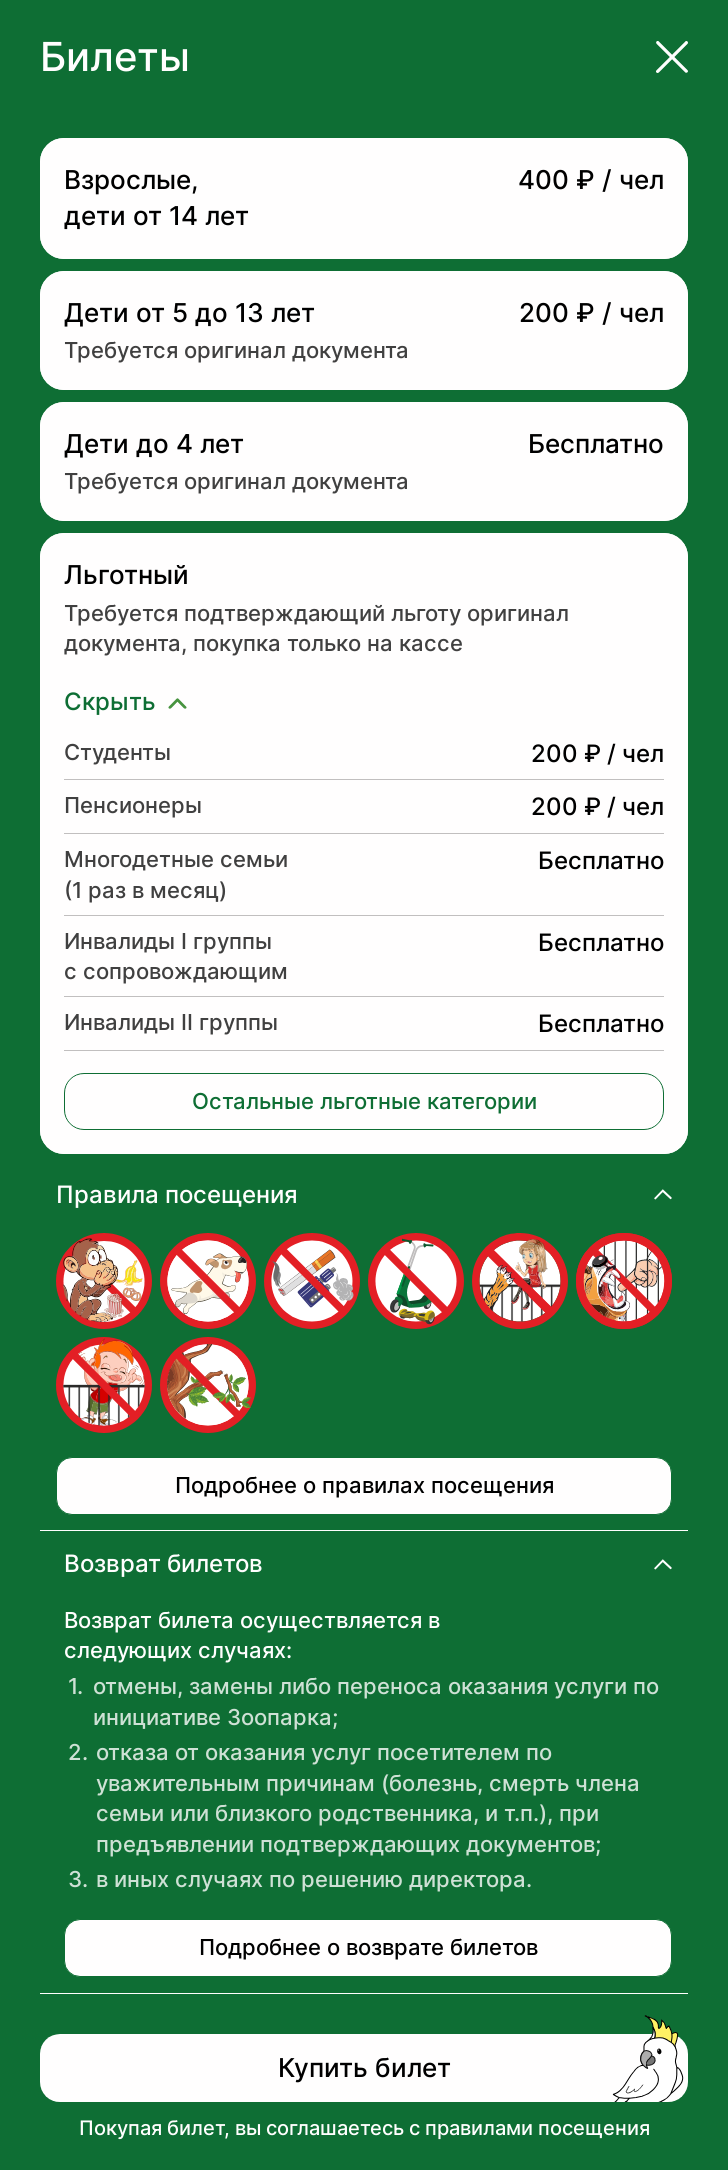 Билеты
Взрослые,
дети от 14 лет
400 ₽ / чел
Дети от 5 до 13 лет
200 ₽ / чел
Требуется оригинал документа
Дети до 4 лет
Бесплатно
Требуется оригинал документа
Льготный
Требуется подтверждающий льготу оригинал
документа, покупка только на кассе
Скрыть
Студенты
200 ₽ / чел
Пенсионеры
200 ₽ / чел
Многодетные семьи
(1 раз в месяц)
Бесплатно
Инвалиды I группы
с сопровождающим
Бесплатно
Инвалиды II группы
Бесплатно
Остальные льготные категории
Правила посещения
Подробнее о правилах посещения
Возврат билетов
Возврат билета осуществляется в
следующих случаях:
1. отмены, замены либо переноса оказания услуги по
инициативе Зоопарка;
2. отказа от оказания услуг посетителем по
уважительным причинам (болезнь, смерть члена
семьи или близкого родственника, и т.п.), при
предъявлении подтверждающих документов;
3. в иных случаях по решению директора.
Подробнее о возврате билетов
Купить билет
Покупая билет, вы соглашаетесь с правилами посещения